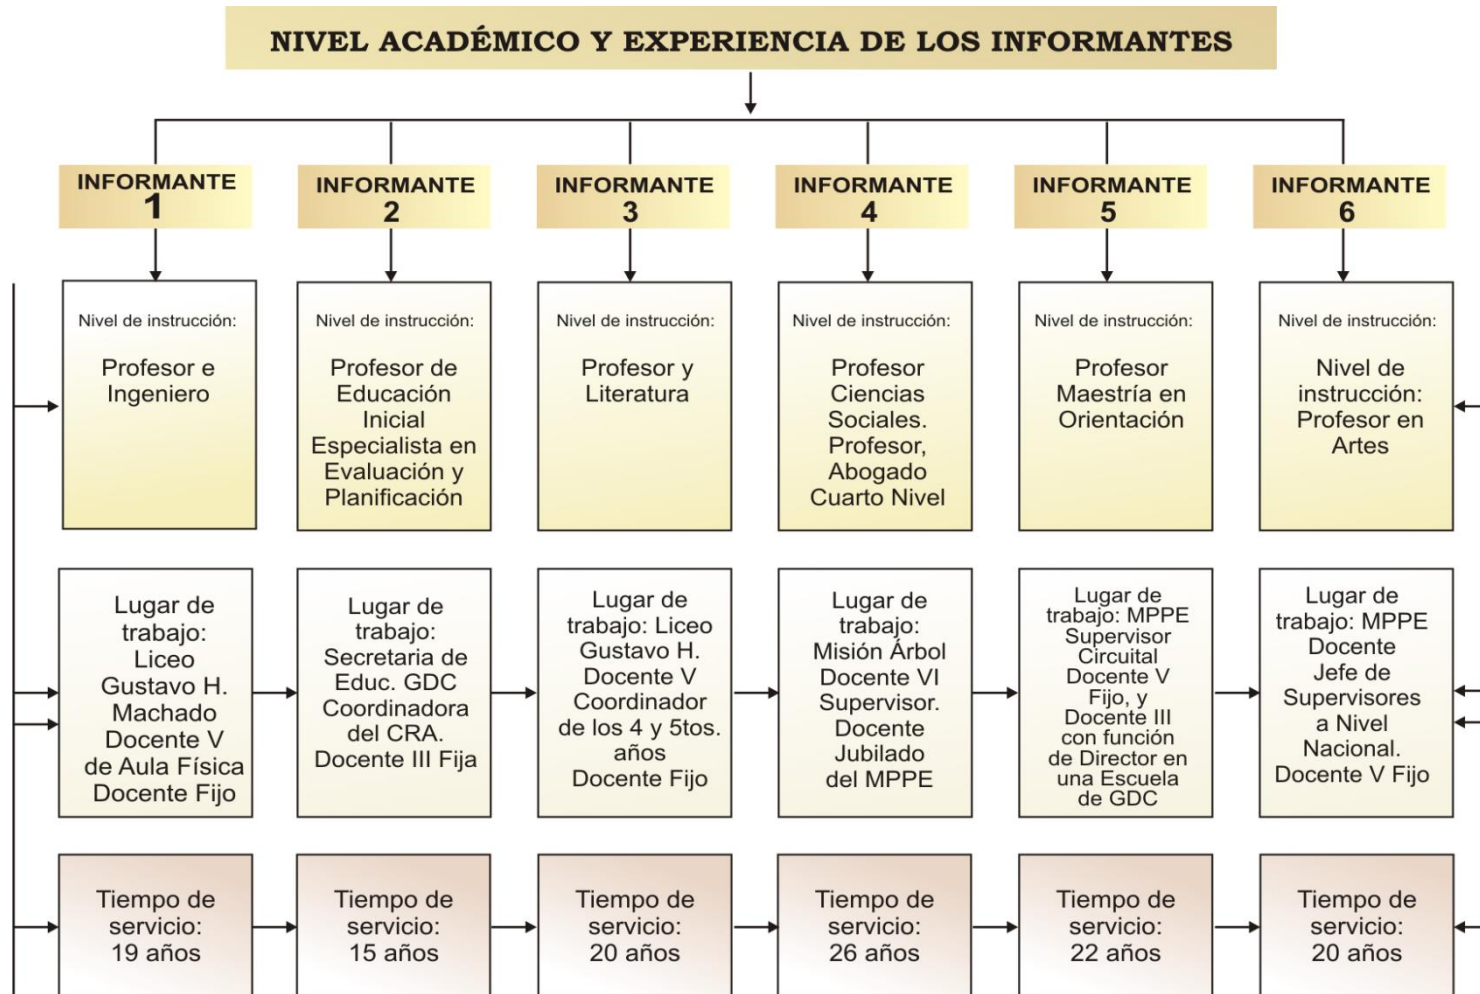 NIVEL ACADÉMICO Y EXPERIENCIA DE LOS INFORMANTES
INFORMANTE
1
INFORMANTE
2
INFORMANTE
3
INFORMANTE
4
INFORMANTE
5
INFORMANTE
6
Nivel de instrucción:
Profesor e
Ingeniero
Nivel de instrucción:
Profesor de
Educación
Inicial
Especialista en
Evaluación y
Planificación
Nivel de instrucción:
Profesor y
Literatura
Nivel de instrucción:
Profesor
Ciencias
Sociales.
Profesor,
Abogado
Cuarto Nivel
Nivel de instrucción:
Profesor
Maestría en
Orientación
Nivel de instrucción:
Nivel de
instrucción:
Profesor en
Artes
Lugar de
trabajo:
Liceo
Gustavo H.
Machado
Docente V
de Aula Física
Docente Fijo
Lugar de
trabajo:
Secretaria de
Educ. GDC
Coordinadora
del CRA.
Docente III Fija
Lugar de
trabajo: Liceo
Gustavo H.
Docente V
Coordinador
de los 4 y 5tos.
años
Docente Fijo
Lugar de
trabajo:
Misión Árbol
Docente VI
Supervisor.
Docente
Jubilado
del MPPE
Lugar de
trabajo: MPPE
Supervisor
Circuital
Docente V
Fijo, y
Docente III
con función
de Director en
una Escuela
de GDC
Lugar de
trabajo: MPPE
Docente
Jefe de
Supervisores
a Nivel
Nacional.
Docente V Fijo
Tiempo de
servicio:
19 años
Tiempo de
servicio:
15 años
Tiempo de
servicio:
20 años
Tiempo de
servicio:
26 años
Tiempo de
servicio:
22 años
Tiempo de
servicio:
20 años